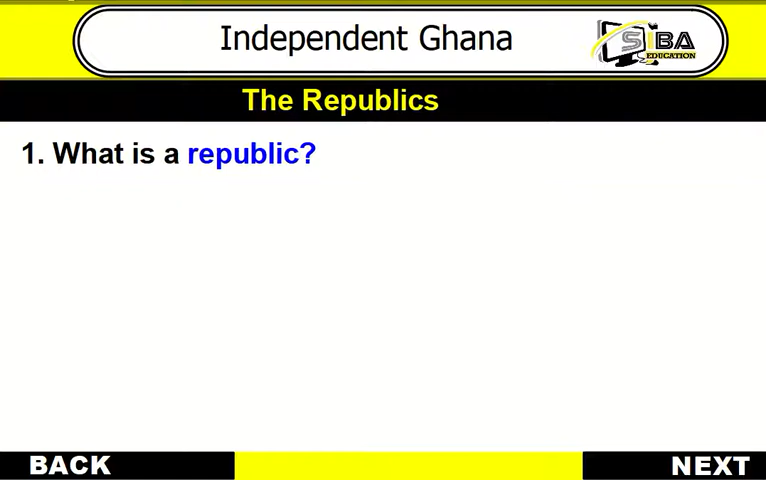 Independent Ghana
SiBA
EDUCATION
The Republics
1. What is a republic?
BACK
NEXT